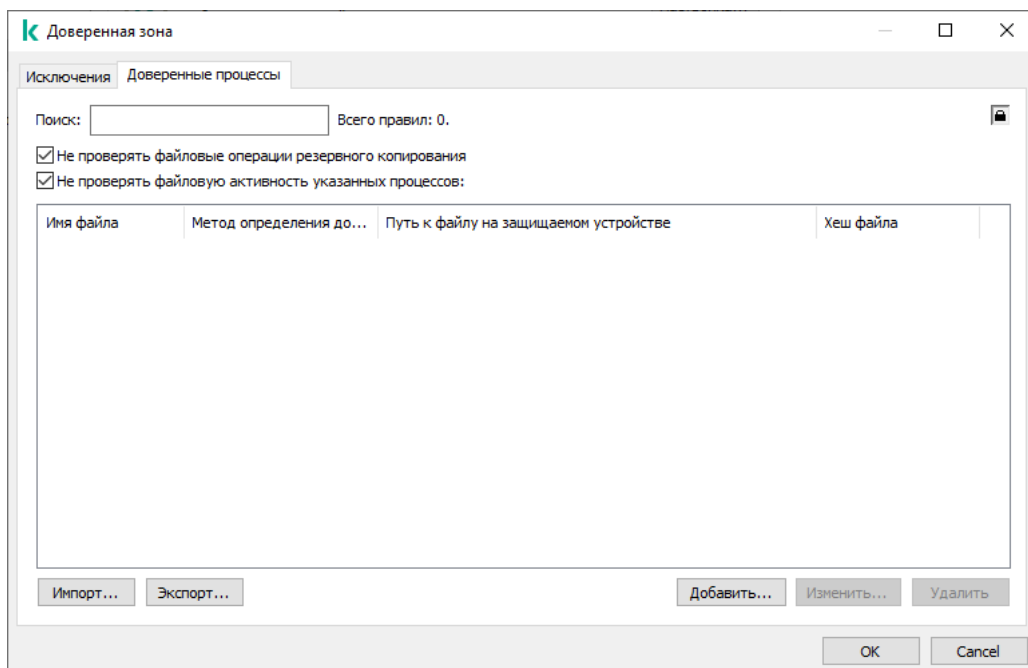 Доверенная зона
Исключения
Доверенные процессы
Поиск:
Всего правил: 0.
Не проверять файловые операции резервного копирования
Не проверять файловую активность указанных процессов:
Имя файла
Метод определения до...
Путь к файлу на защищаемом устройстве
Хеш файла
Импорт...
Экспорт...
Добавить...
Изменить...
Удалить
OK
Cancel